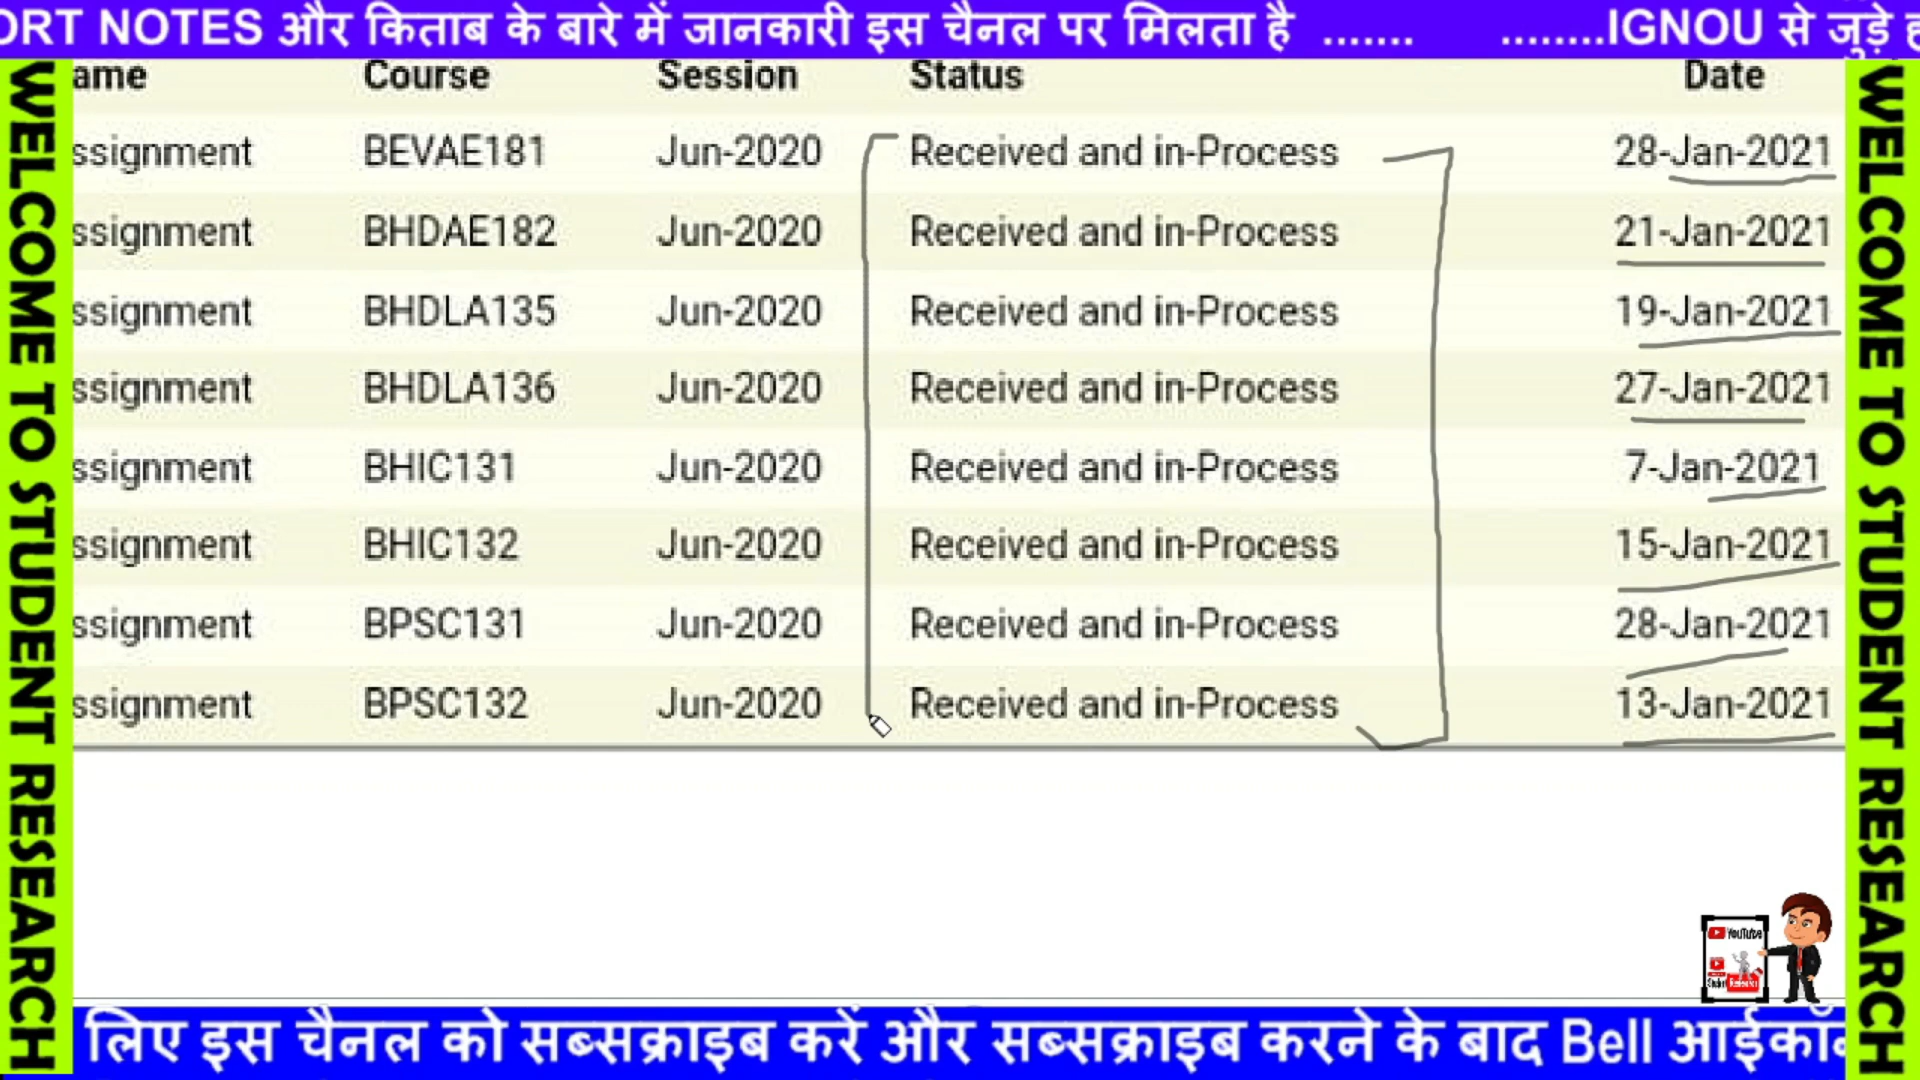 ORT NOTES और किताब के बारे में जानकारी इस चैनल पर मिलता है ....... ........IGNOU से जुड़े ह
WELCOME TO STUDENT RESEARCH
ame Course Session Status Date
ssignment BEVAE181 Jun-2020 Received and in-Process 28-Jan-2021
ssignment BHDAE182 Jun-2020 Received and in-Process 21-Jan-2021
ssignment BHDLA135 Jun-2020 Received and in-Process 19-Jan-2021
ssignment BHDLA136 Jun-2020 Received and in-Process 27-Jan-2021
ssignment BHIC131 Jun-2020 Received and in-Process 7-Jan-2021
ssignment BHIC132 Jun-2020 Received and in-Process 15-Jan-2021
ssignment BPSC131 Jun-2020 Received and in-Process 28-Jan-2021
ssignment BPSC132 Jun-2020 Received and in-Process 13-Jan-2021
WELCOME TO STUDENT RESEARCH
YouTube
लिए इस चैनल को सब्सक्राइब करें और सब्सक्राइब करने के बाद Bell आईकॉन